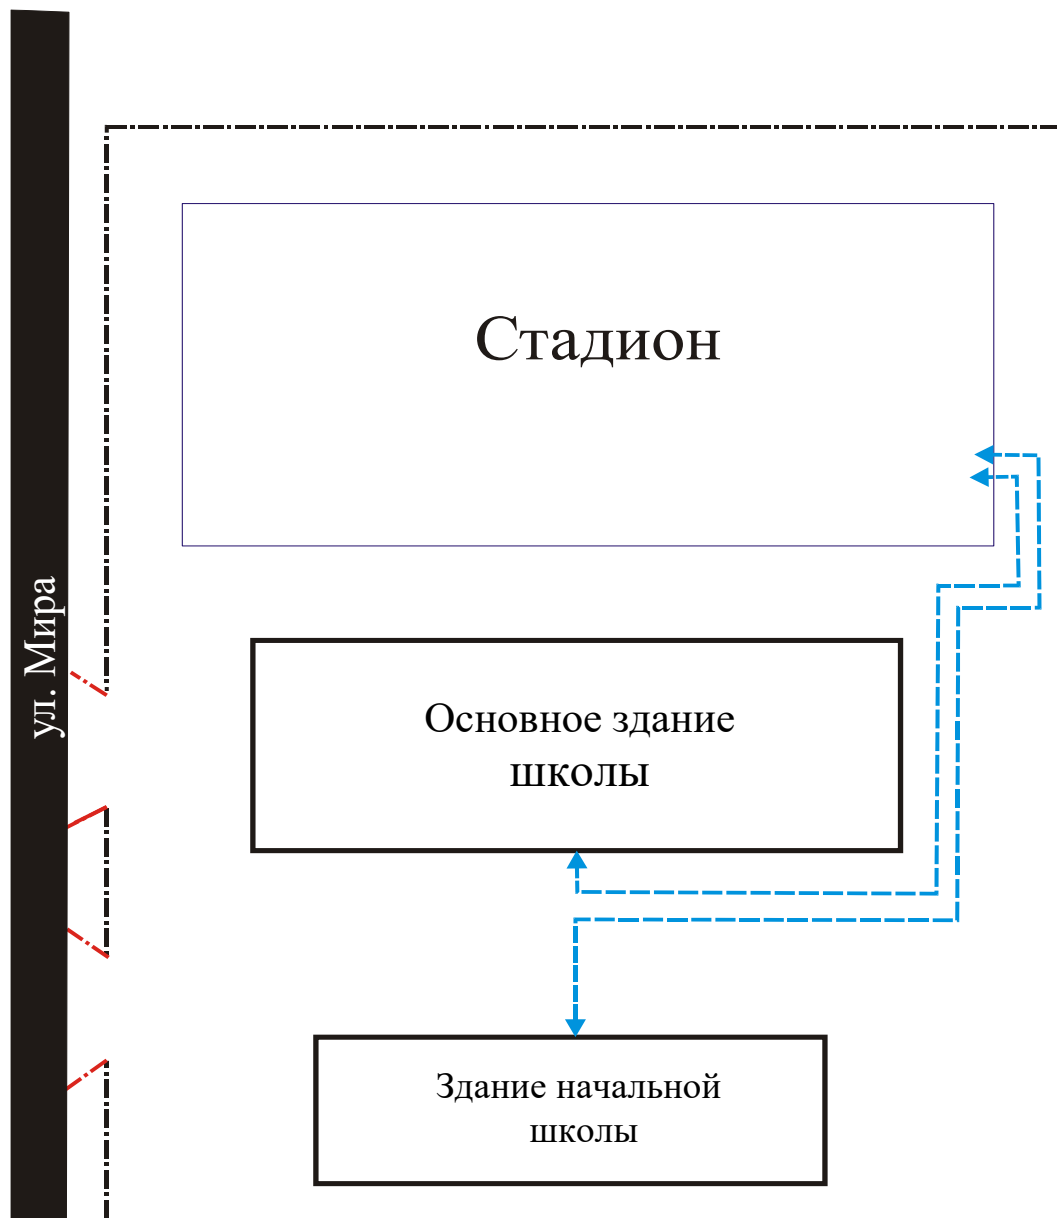 Стадион
ул. Мира
Основное здание
школы
Здание начальной
школы